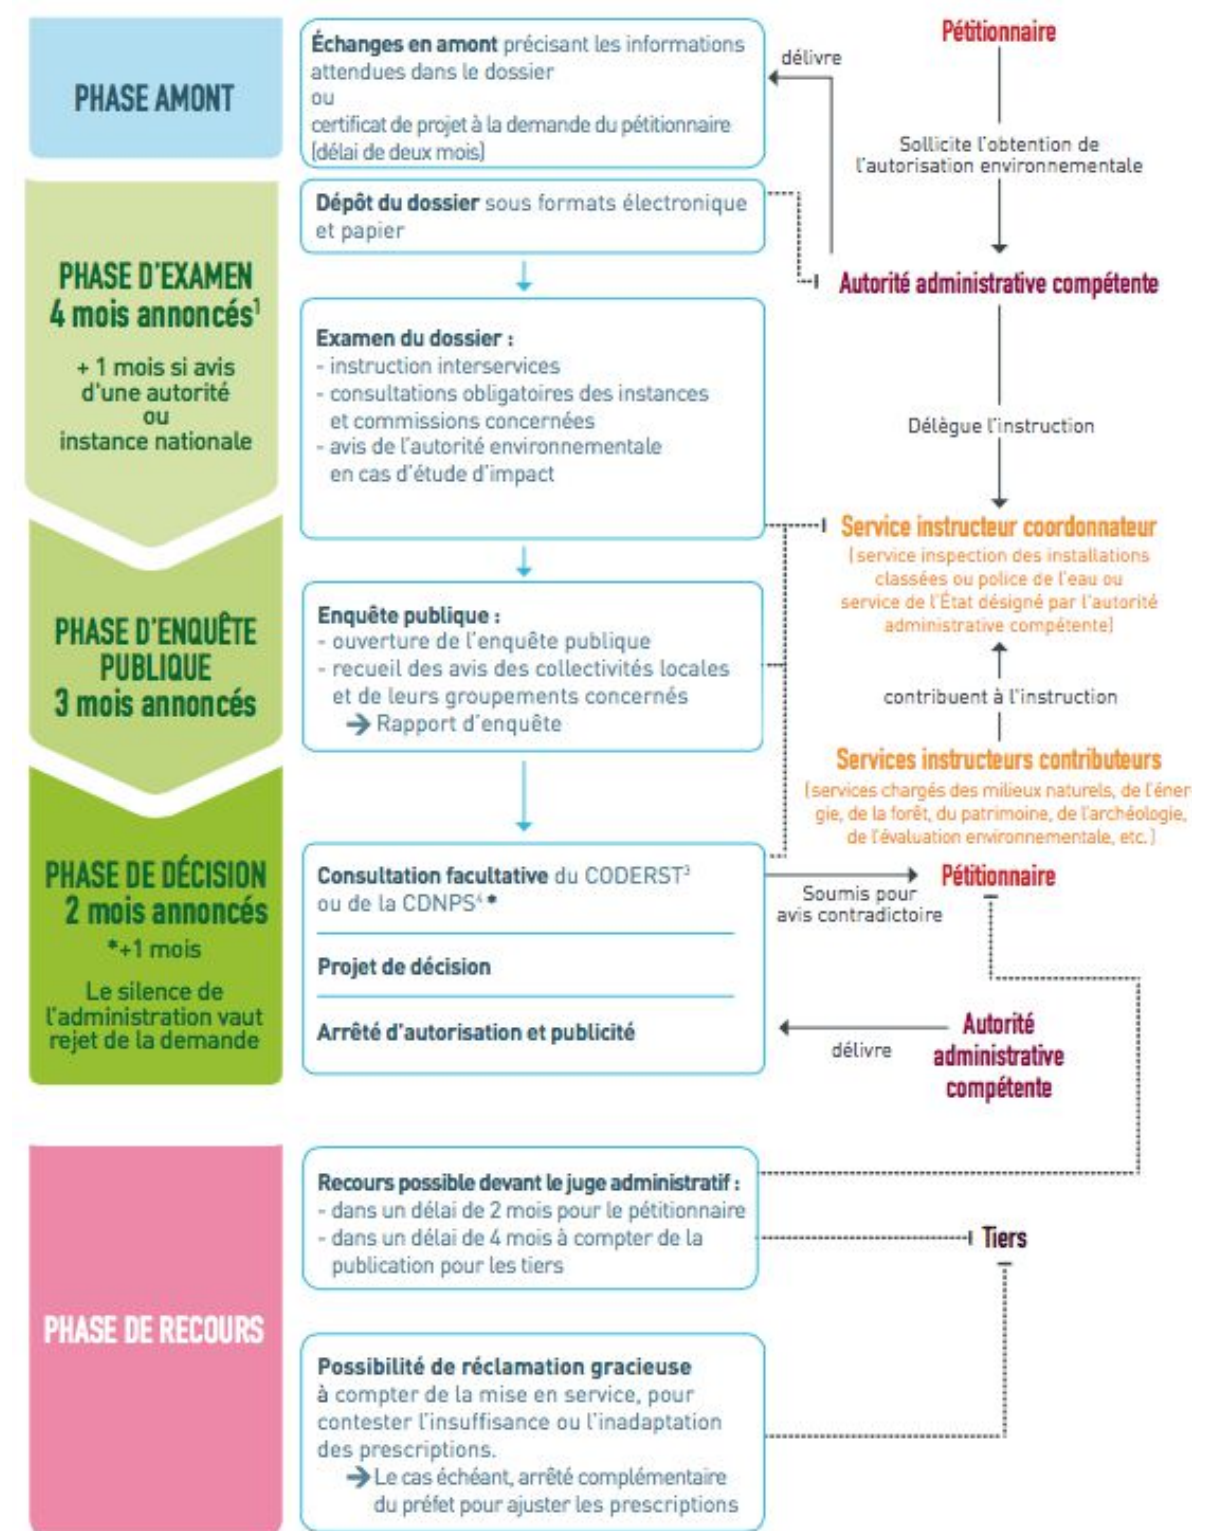 PHASE AMONT
Échanges en amont précisant les informations
attendues dans le dossier
ou
certificat de projet à la demande du pétitionnaire
(délai de deux mois)
délivre
Pétitionnaire
Sollicite l'obtention de
l'autorisation environnementale
Autorité administrative compétente
PHASE D'EXAMEN
4 mois annoncés¹
+ 1 mois si avis
d'une autorité
ou
instance nationale
Dépôt du dossier sous formats électronique
et papier
Examen du dossier :
- instruction interservices
- consultations obligatoires des instances
et commissions concernées
- avis de l'autorité environnementale
en cas d'étude d'impact
Délègue l'instruction
Service instructeur coordonnateur
(service inspection des installations
classées ou police de l'eau ou
service de l'État désigné par l'autorité
administrative compétente)
PHASE D'ENQUÊTE
PUBLIQUE
3 mois annoncés
Enquête publique :
- ouverture de l'enquête publique
- recueil des avis des collectivités locales
et de leurs groupements concernés
→ Rapport d'enquête
contribuent à l'instruction
Services instructeurs contributeurs
(services chargés des milieux naturels, de l'éner
gie, de la forêt, du patrimoine, de l'archéologie,
de l'évaluation environnementale, etc.)
PHASE DE DÉCISION
2 mois annoncés
*+1 mois
Le silence de
l'administration vaut
rejet de la demande
Consultation facultative du CODERST³
ou de la CDNPS⁴ *
Projet de décision
Arrêté d'autorisation et publicité
Soumis pour
avis contradictoire
Pétitionnaire
délivre
Autorité
administrative
compétente
PHASE DE RECOURS
Recours possible devant le juge administratif :
- dans un délai de 2 mois pour le pétitionnaire
- dans un délai de 4 mois à compter de la
publication pour les tiers
Tiers
Possibilité de réclamation gracieuse
à compter de la mise en service, pour
contester l'insuffisance ou l'inadaptation
des prescriptions.
→ Le cas échéant, arrêté complémentaire
du préfet pour ajuster les prescriptions